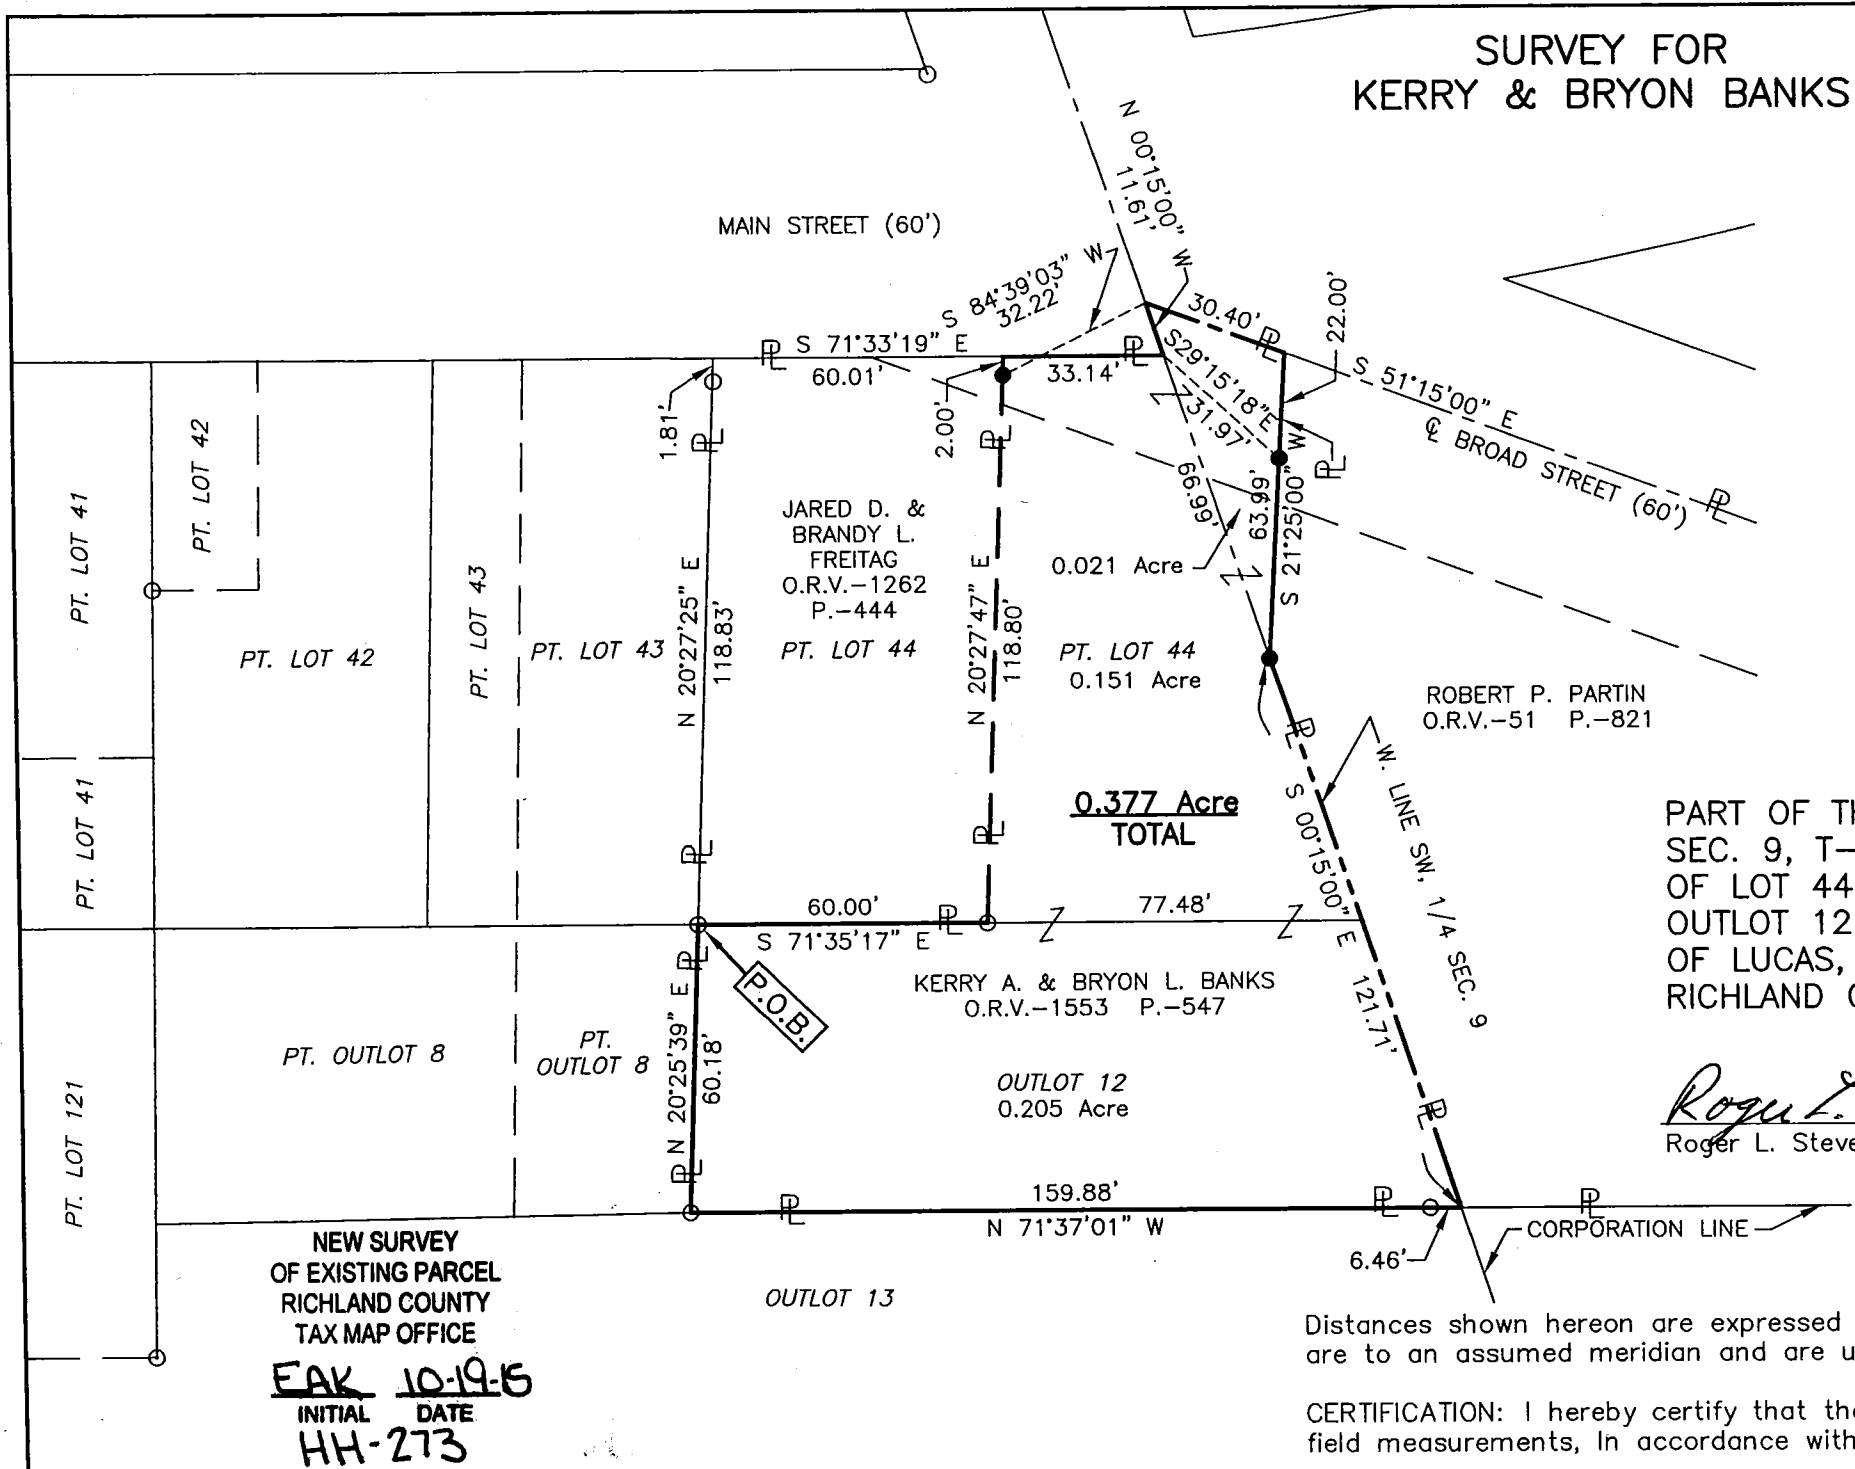 SURVEY FOR
KERRY & BRYON BANKS
N 00°15'00" W
11.61'
MAIN STREET (60')
S 84°39'03" W
32.22'
30.40'
22.00'
S 71°33'19" E
60.01'
33.14'
S29°15'18"E
31.97'
S 51°15'00" E
℄ BROAD STREET (60')
1.81'
2.00'
66.99'
63.99'
S 21°25'00" W
PT. LOT 41
PT. LOT 42
PT. LOT 43
JARED D. &
BRANDY L.
FREITAG
O.R.V.-1262
P.-444
0.021 Acre
N 20°27'25" E
118.83'
N 20°27'47" E
118.80'
PT. LOT 42
PT. LOT 43
PT. LOT 44
PT. LOT 44
0.151 Acre
ROBERT P. PARTIN
O.R.V.-51 P.-821
W. LINE SW, 1/4 SEC. 9
0.377 Acre
TOTAL
S 00°15'00" E 121.71'
PT. LOT 41
60.00'
S 71°35'17" E
77.48'
P.O.B.
KERRY A. & BRYON L. BANKS
O.R.V.-1553 P.-547
N 20°25'39" E
60.18'
PT. OUTLOT 8
PT.
OUTLOT 8
OUTLOT 12
0.205 Acre
PT. LOT 121
159.88'
N 71°37'01" W
6.46'
CORPORATION LINE
OUTLOT 13
PART OF TH
SEC. 9, T-
OF LOT 44
OUTLOT 12
OF LUCAS,
RICHLAND C
Roger L.
Roger L. Steve
NEW SURVEY
OF EXISTING PARCEL
RICHLAND COUNTY
TAX MAP OFFICE
EAK 10-19-15
INITIAL DATE
HH-273
Distances shown hereon are expressed
are to an assumed meridian and are u
CERTIFICATION: I hereby certify that the
field measurements, In accordance with